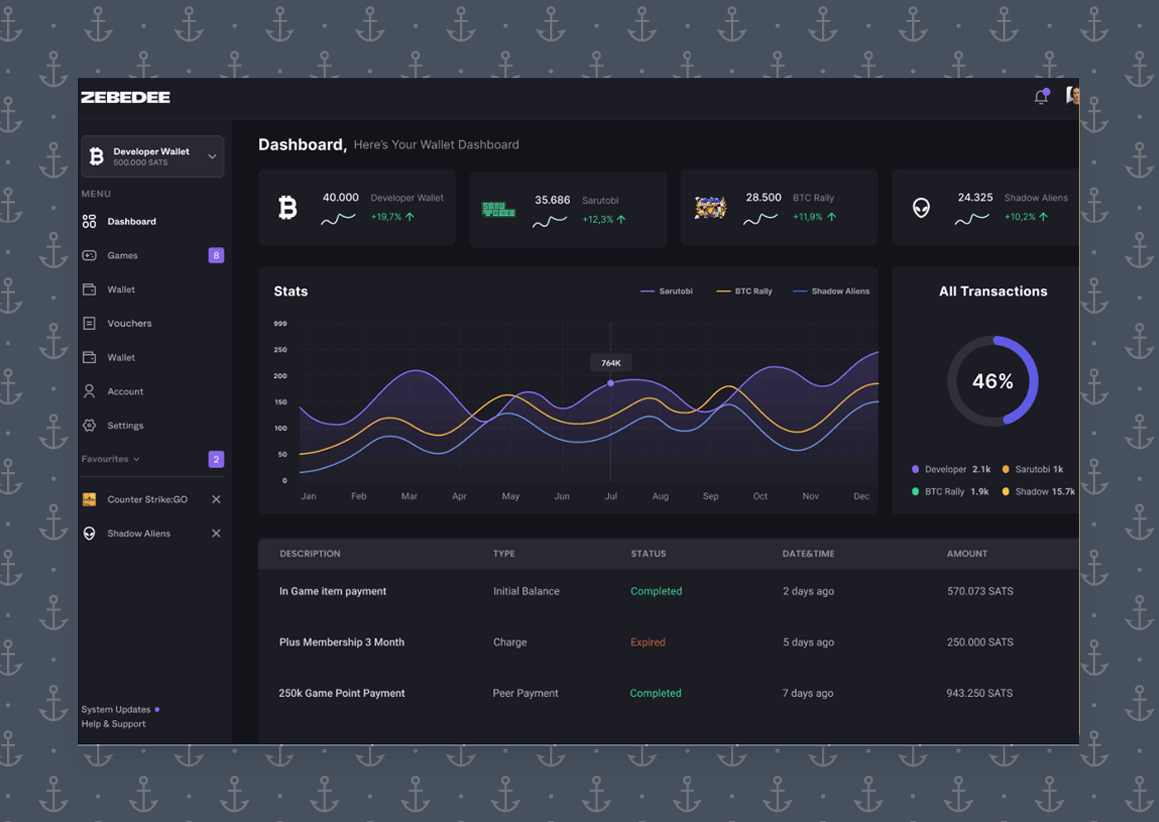 ZEBEDEE
Developer Wallet
500.000 SATS
MENU
Dashboard
Games 8
Wallet
Vouchers
Wallet
Account
Settings
Favourites 2
Counter Strike:GO
Shadow Aliens
System Updates
Help & Support
Dashboard, Here's Your Wallet Dashboard
40.000 Developer Wallet
+19,7%
35.686 Sarutobi
+12,3%
28.500 BTC Rally
+11,9%
24.325 Shadow Aliens
+10,2%
Stats
Sarutobi BTC Rally Shadow Aliens
999
250
200
150
100
50
0
764K
Jan Feb Mar Apr May Jun Jul Aug Sep Oct Nov Dec
All Transactions
46%
Developer 2.1k Sarutobi 1k
BTC Rally 1.9k Shadow 15.7k
DESCRIPTION TYPE STATUS DATE&TIME AMOUNT
In Game item payment Initial Balance Completed 2 days ago 570.073 SATS
Plus Membership 3 Month Charge Expired 5 days ago 250.000 SATS
250k Game Point Payment Peer Payment Completed 7 days ago 943.250 SATS